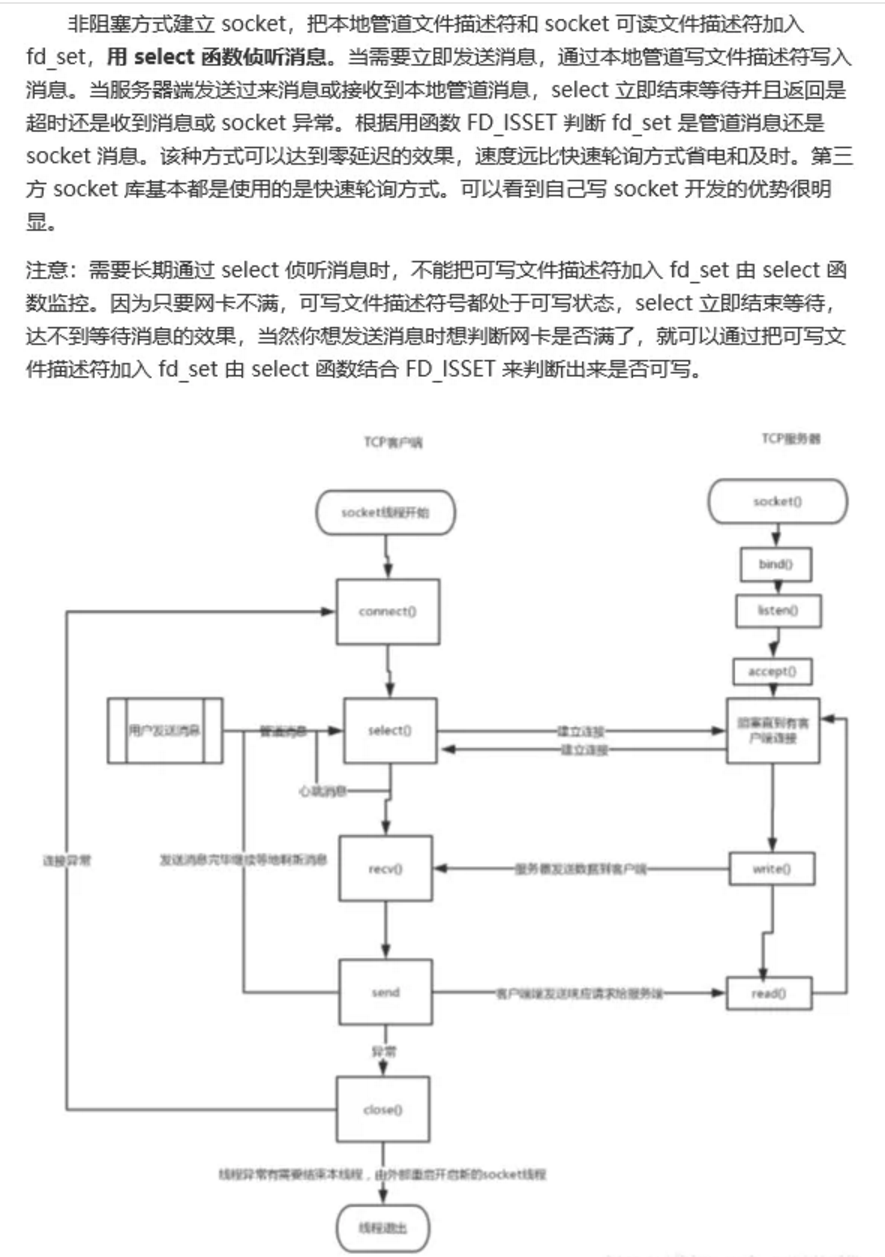 非阻塞方式建立 socket，把本地管道文件描述符和 socket 可读文件描述符加入
fd_set，用 select 函数侦听消息。当需要立即发送消息，通过本地管道写文件描述符写入
消息。当服务器端发送过来消息或接收到本地管道消息，select 立即结束等待并且返回是
超时还是收到消息或 socket 异常。根据用函数 FD_ISSET 判断 fd_set 是管道消息还是
socket 消息。该种方式可以达到零延迟的效果，速度远比快速轮询方式省电和及时。第三
方 socket 库基本都是使用的是快速轮询方式。可以看到自己写 socket 开发的优势很明
显。
注意：需要长期通过 select 侦听消息时，不能把可写文件描述符加入 fd_set 由 select 函
数监控。因为只要网卡不满，可写文件描述符号都处于可写状态，select 立即结束等待，
达不到等待消息的效果，当然你想发送消息时想判断网卡是否满了，就可以通过把可写文
件描述符加入 fd_set 由 select 函数结合 FD_ISSET 来判断出来是否可写。
TCP客户端
TCP服务器
socket线程开始
socket()
bind()
connect()
listen()
accept()
用户发送消息
管道消息
select()
建立连接
建立连接
阻塞直到有客
户端连接
心跳消息
连接异常
发送消息完毕继续等
新消息
recv()
服务器发送数据到客户端
write()
send
客户端端发送响应请求给服务端
read()
异常
close()
线程异常有需要结束本线程，由外部重启开启新的socket线程
线程退出